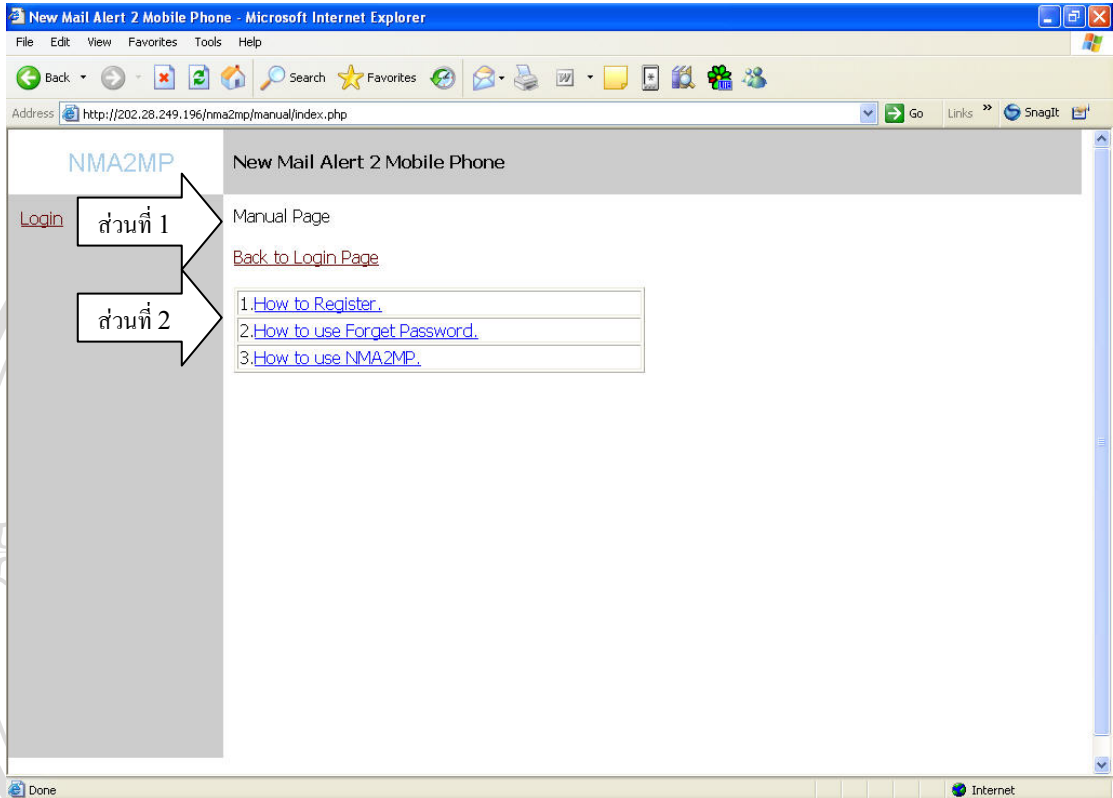 New Mail Alert 2 Mobile Phone - Microsoft Internet Explorer
File Edit View Favorites Tools Help
Back Search Favorites
Address http://202.28.249.196/nma2mp/manual/index.php Go Links » SnagIt
NMA2MP New Mail Alert 2 Mobile Phone
Login ส่วนที่ 1 Manual Page
Back to Login Page
ส่วนที่ 2
1.How to Register.
2.How to use Forget Password.
3.How to use NMA2MP.
Done Internet